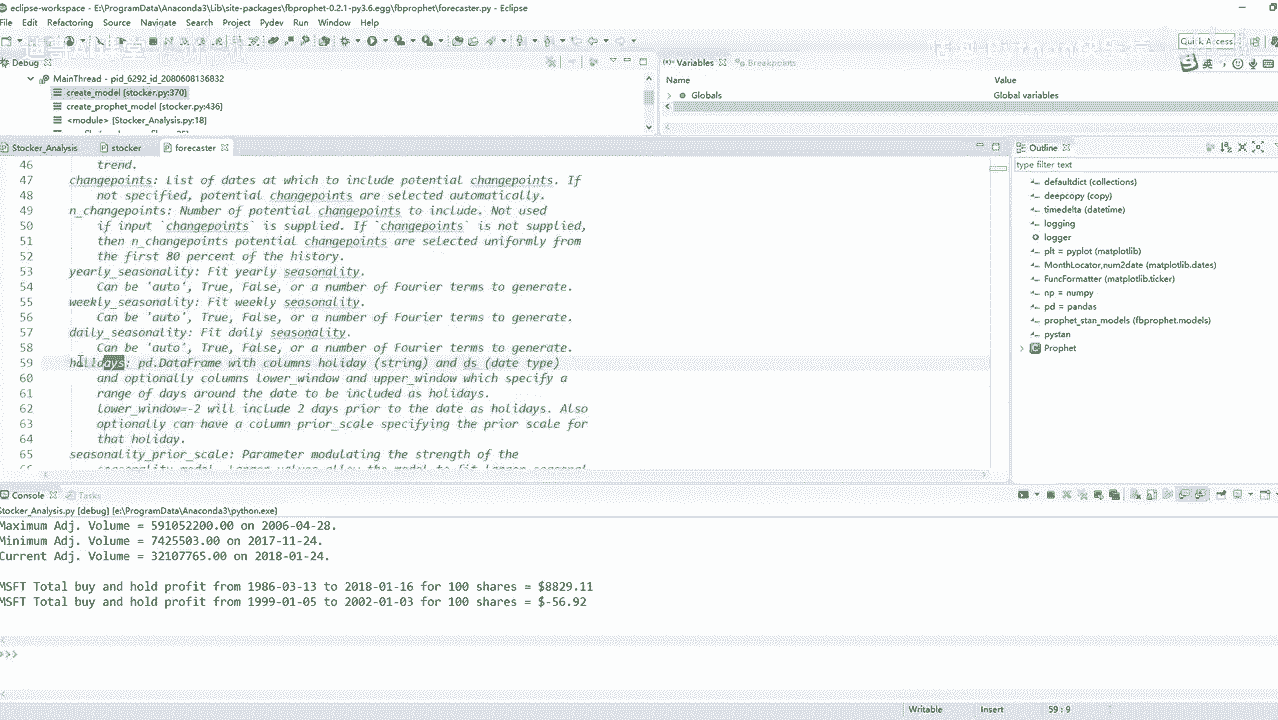 eclipse-workspace - E:\ProgramData\Anaconda3\Lib\site-packages\fbprophet-0.2.1-py3.6.egg\fbprophet\forecaster.py - Eclipse
File Edit Refactoring Source Navigate Search Project Pydev Run Window Help
Quick Access
Debug
MainThread - pid_6292_id_2080608136832
create_model [stocker.py:370]
create_prophet_model [stocker.py:436]
<module> [Stocker_Analysis.py:18]
(x)= Variables Breakpoints
Name Value
Globals Global variables
Stocker_Analysis stocker forecaster
46 trend.
47 changepoints: List of dates at which to include potential changepoints. If
48 not specified, potential changepoints are selected automatically.
49 n_changepoints: Number of potential changepoints to include. Not used
50 if input `changepoints` is supplied. If `changepoints` is not supplied,
51 then n_changepoints potential changepoints are selected uniformly from
52 the first 80 percent of the history.
53 yearly_seasonality: Fit yearly seasonality.
54 Can be 'auto', True, False, or a number of Fourier terms to generate.
55 weekly_seasonality: Fit weekly seasonality.
56 Can be 'auto', True, False, or a number of Fourier terms to generate.
57 daily_seasonality: Fit daily seasonality.
58 Can be 'auto', True, False, or a number of Fourier terms to generate.
59 holidays: pd.DataFrame with columns holiday (string) and ds (date type)
60 and optionally columns lower_window and upper_window which specify a
61 range of days around the date to be included as holidays.
62 lower_window=-2 will include 2 days prior to the date as holidays. Also
63 optionally can have a column prior_scale specifying the prior scale for
64 that holiday.
65 seasonality_prior_scale: Parameter modulating the strength of the
Outline
type filter text
defaultdict (collections)
deepcopy (copy)
timedelta (datetime)
logging
logger
plt = pyplot (matplotlib)
MonthLocator,num2date (matplotlib.dates)
FuncFormatter (matplotlib.ticker)
np = numpy
pd = pandas
prophet_stan_models (fbprophet.models)
pystan
Prophet
Console Tasks
Stocker_Analysis.py [debug] [e:\ProgramData\Anaconda3\python.exe]
Maximum Adj. Volume = 591052200.00 on 2006-04-28.
Minimum Adj. Volume = 7425503.00 on 2017-11-24.
Current Adj. Volume = 32107765.00 on 2018-01-24.
MSFT Total buy and hold profit from 1986-03-13 to 2018-01-16 for 100 shares = $8829.11
MSFT Total buy and hold profit from 1999-01-05 to 2002-01-03 for 100 shares = $-56.92
>>>
Writable Insert 59 : 9